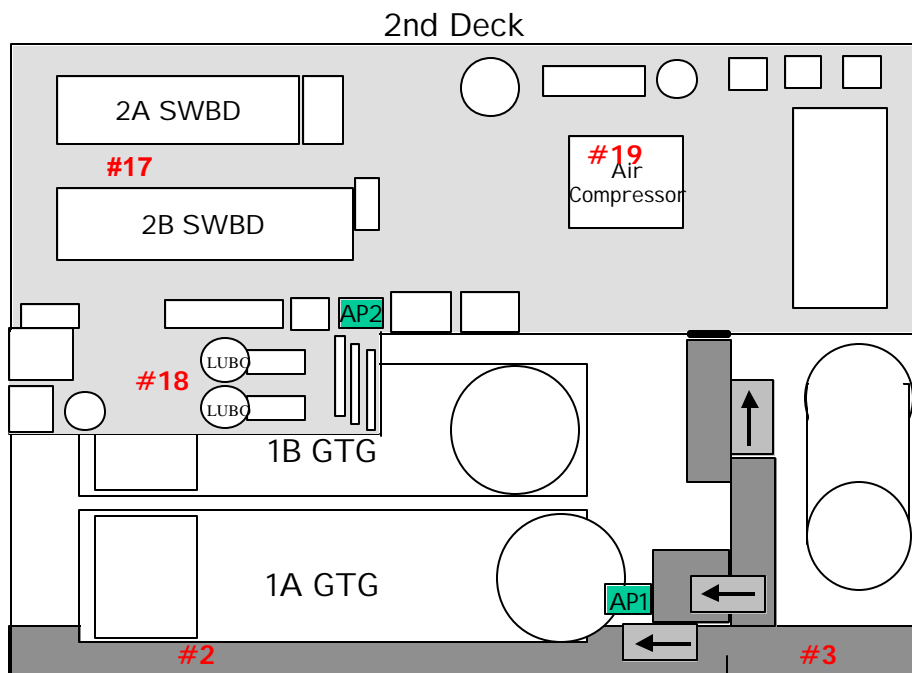 2nd Deck
2A SWBD
#17
#19
Air
Compressor
2B SWBD
AP2
LUBO
#18
LUBO
1B GTG
1A GTG
AP1
#2
#3